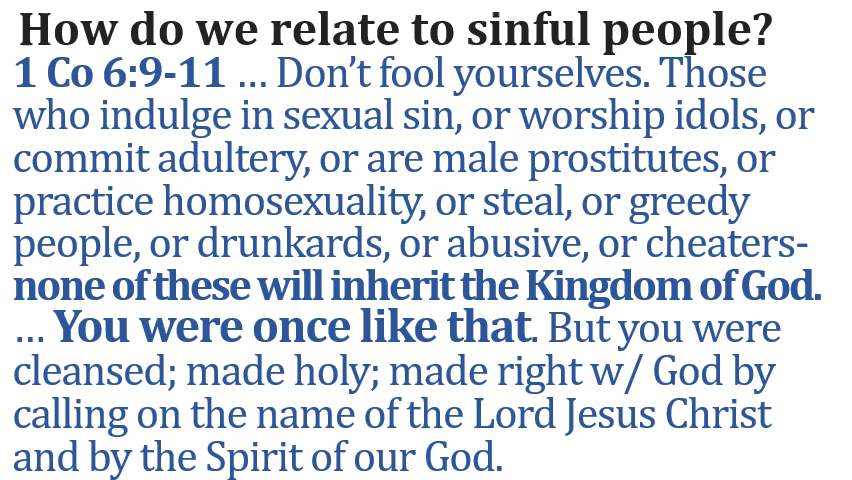 How do we relate to sinful people?
1 Co 6:9-11 ... Don't fool yourselves. Those
who indulge in sexual sin, or worship idols, or
commit adultery, or are male prostitutes, or
practice homosexuality, or steal, or greedy
people, or drunkards, or abusive, or cheaters-
none of these will inherit the Kingdom of God.
... You were once like that. But you were
cleansed; made holy; made right w/ God by
calling on the name of the Lord Jesus Christ
and by the Spirit of our God.